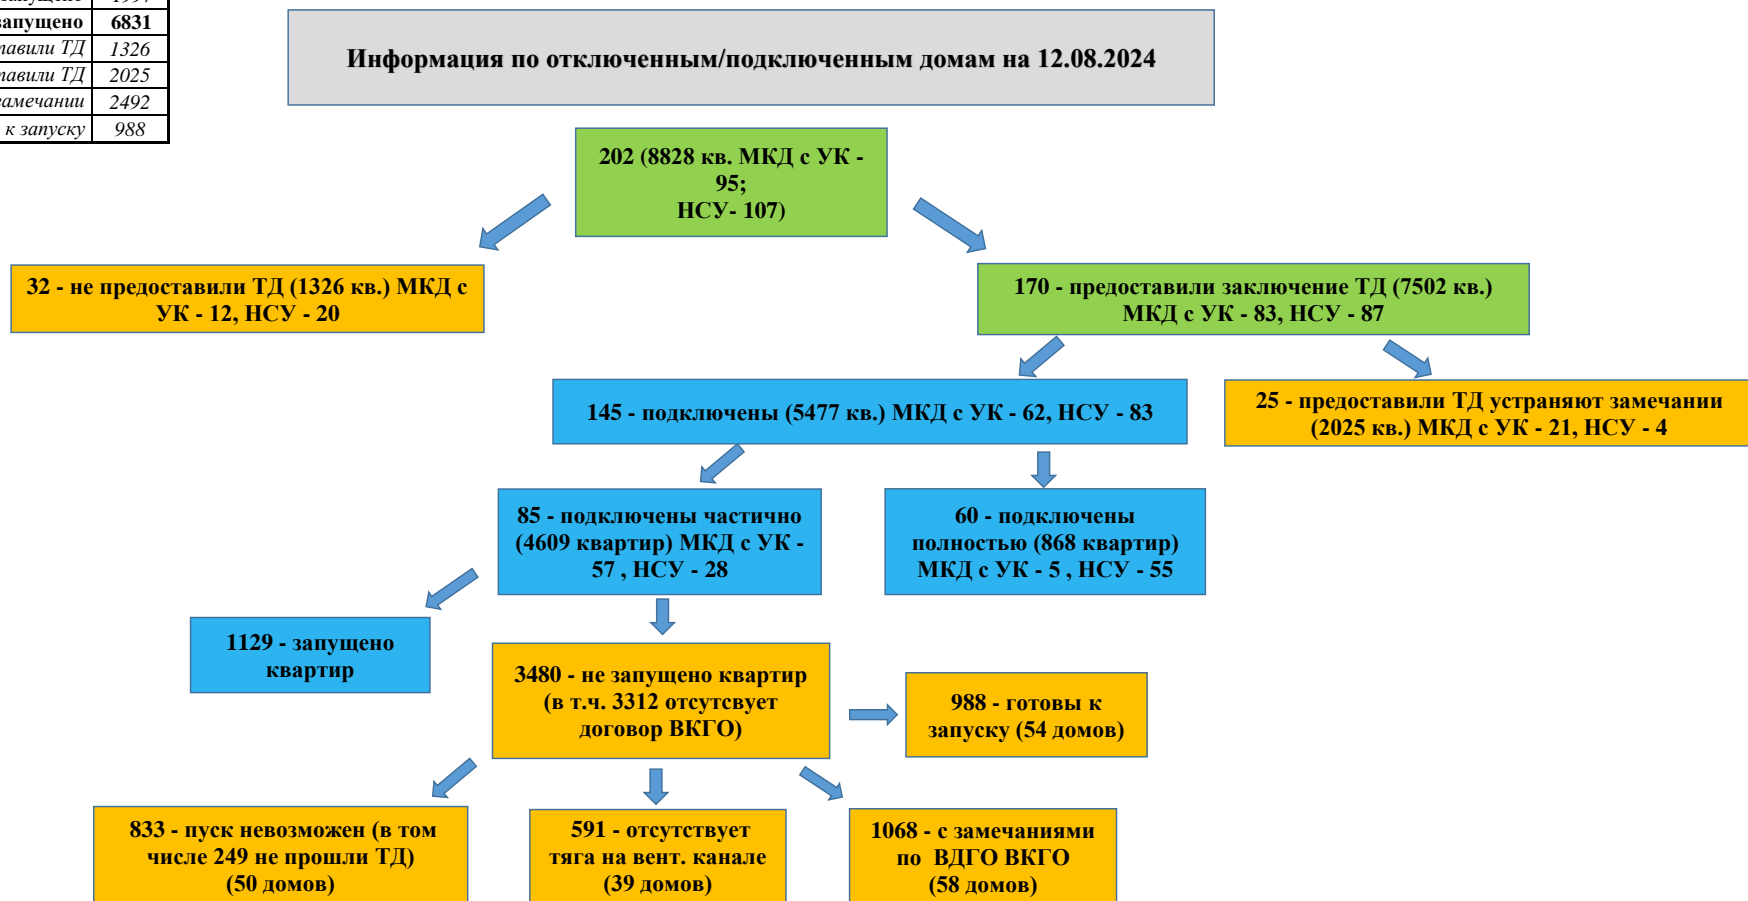 6831
1326
2025
2492
к запуску 988
Информация по отключенным/подключенным домам на 12.08.2024
202 (8828 кв. МКД с УК -
95;
НСУ- 107)
32 - не предоставили ТД (1326 кв.) МКД с
УК - 12, НСУ - 20
170 - предоставили заключение ТД (7502 кв.)
МКД с УК - 83, НСУ - 87
145 - подключены (5477 кв.) МКД с УК - 62, НСУ - 83
25 - предоставили ТД устраняют замечании
(2025 кв.) МКД с УК - 21, НСУ - 4
85 - подключены частично
(4609 квартир) МКД с УК -
57 , НСУ - 28
60 - подключены
полностью (868 квартир)
МКД с УК - 5 , НСУ - 55
1129 - запущено
квартир
3480 - не запущено квартир
(в т.ч. 3312 отсутсвует
договор ВКГО)
988 - готовы к
запуску (54 домов)
833 - пуск невозможен (в том
числе 249 не прошли ТД)
(50 домов)
591 - отсутствует
тяга на вент. канале
(39 домов)
1068 - с замечаниями
по ВДГО ВКГО
(58 домов)